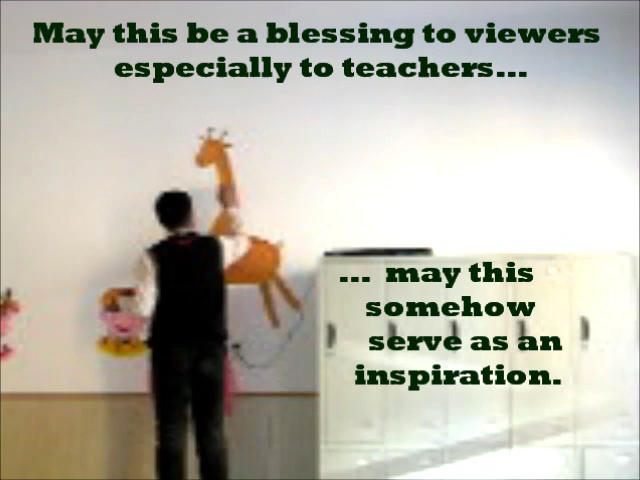 May this be a blessing to viewers
especially to teachers...
... may this
somehow
serve as an
inspiration.